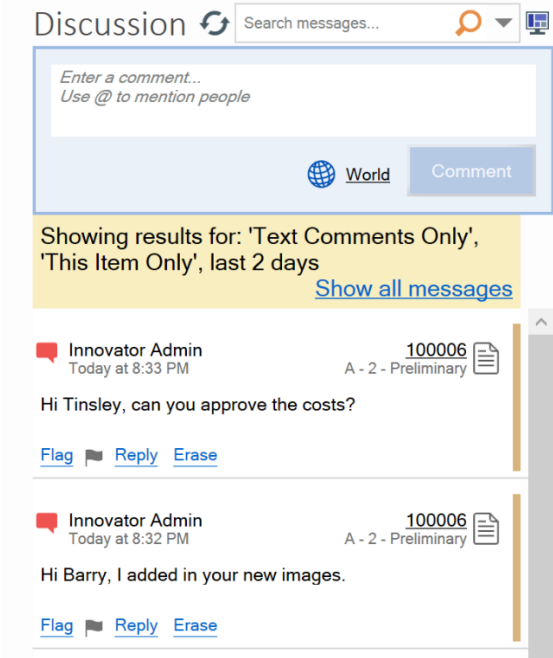 Discussion
Search messages...
Enter a comment...
Use @ to mention people
World
Comment
Showing results for: 'Text Comments Only',
'This Item Only', last 2 days
Show all messages
Innovator Admin 100006
Today at 8:33 PM A - 2 - Preliminary
Hi Tinsley, can you approve the costs?
Flag Reply Erase
Innovator Admin 100006
Today at 8:32 PM A - 2 - Preliminary
Hi Barry, I added in your new images.
Flag Reply Erase